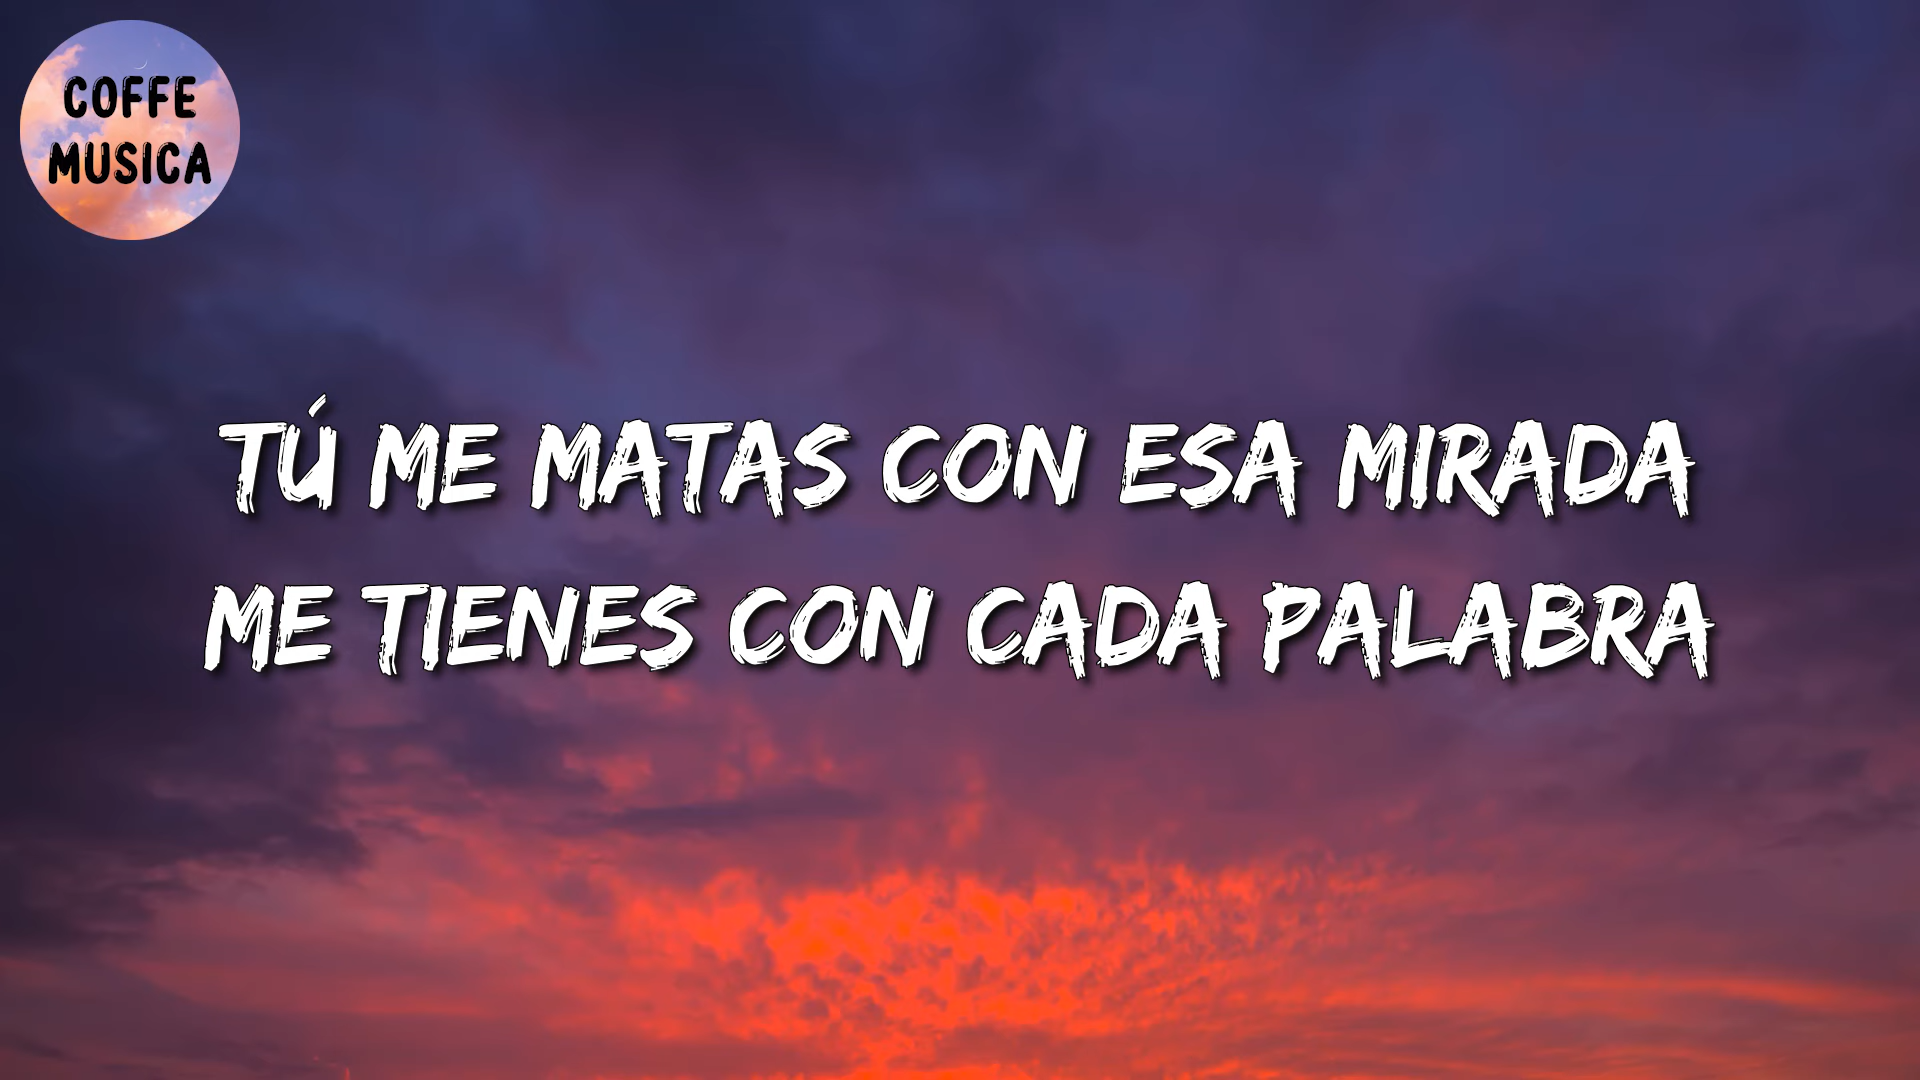 COFFE
MUSICA
TÚ ME MATAS CON ESA MIRADA
ME TIENES CON CADA PALABRA